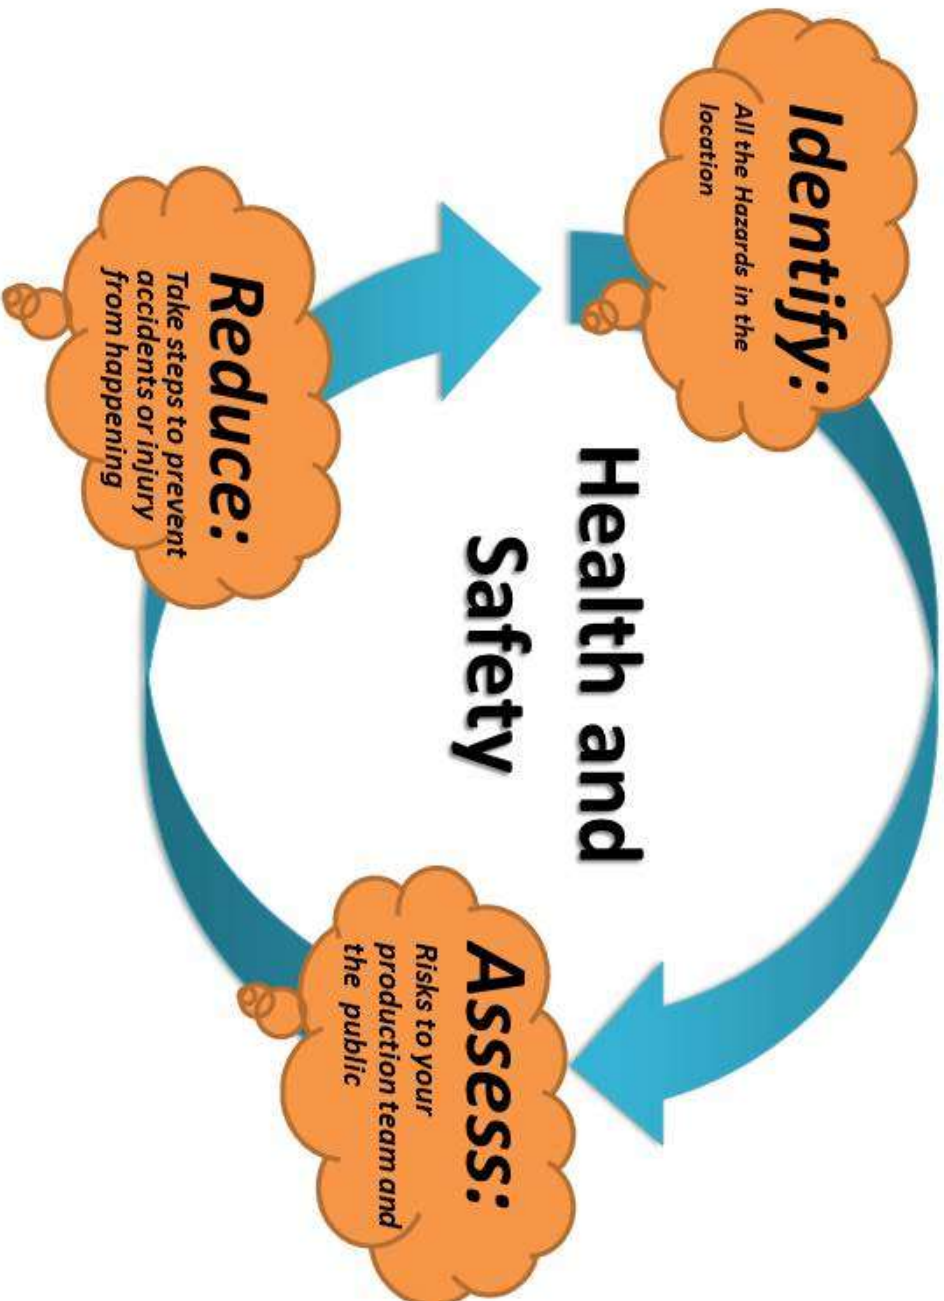 Health and
Safety
Identify:
All the Hazards in the
location
Assess:
Risks to your
production team and
the public
Reduce:
Take steps to prevent
accidents or injury
from happening